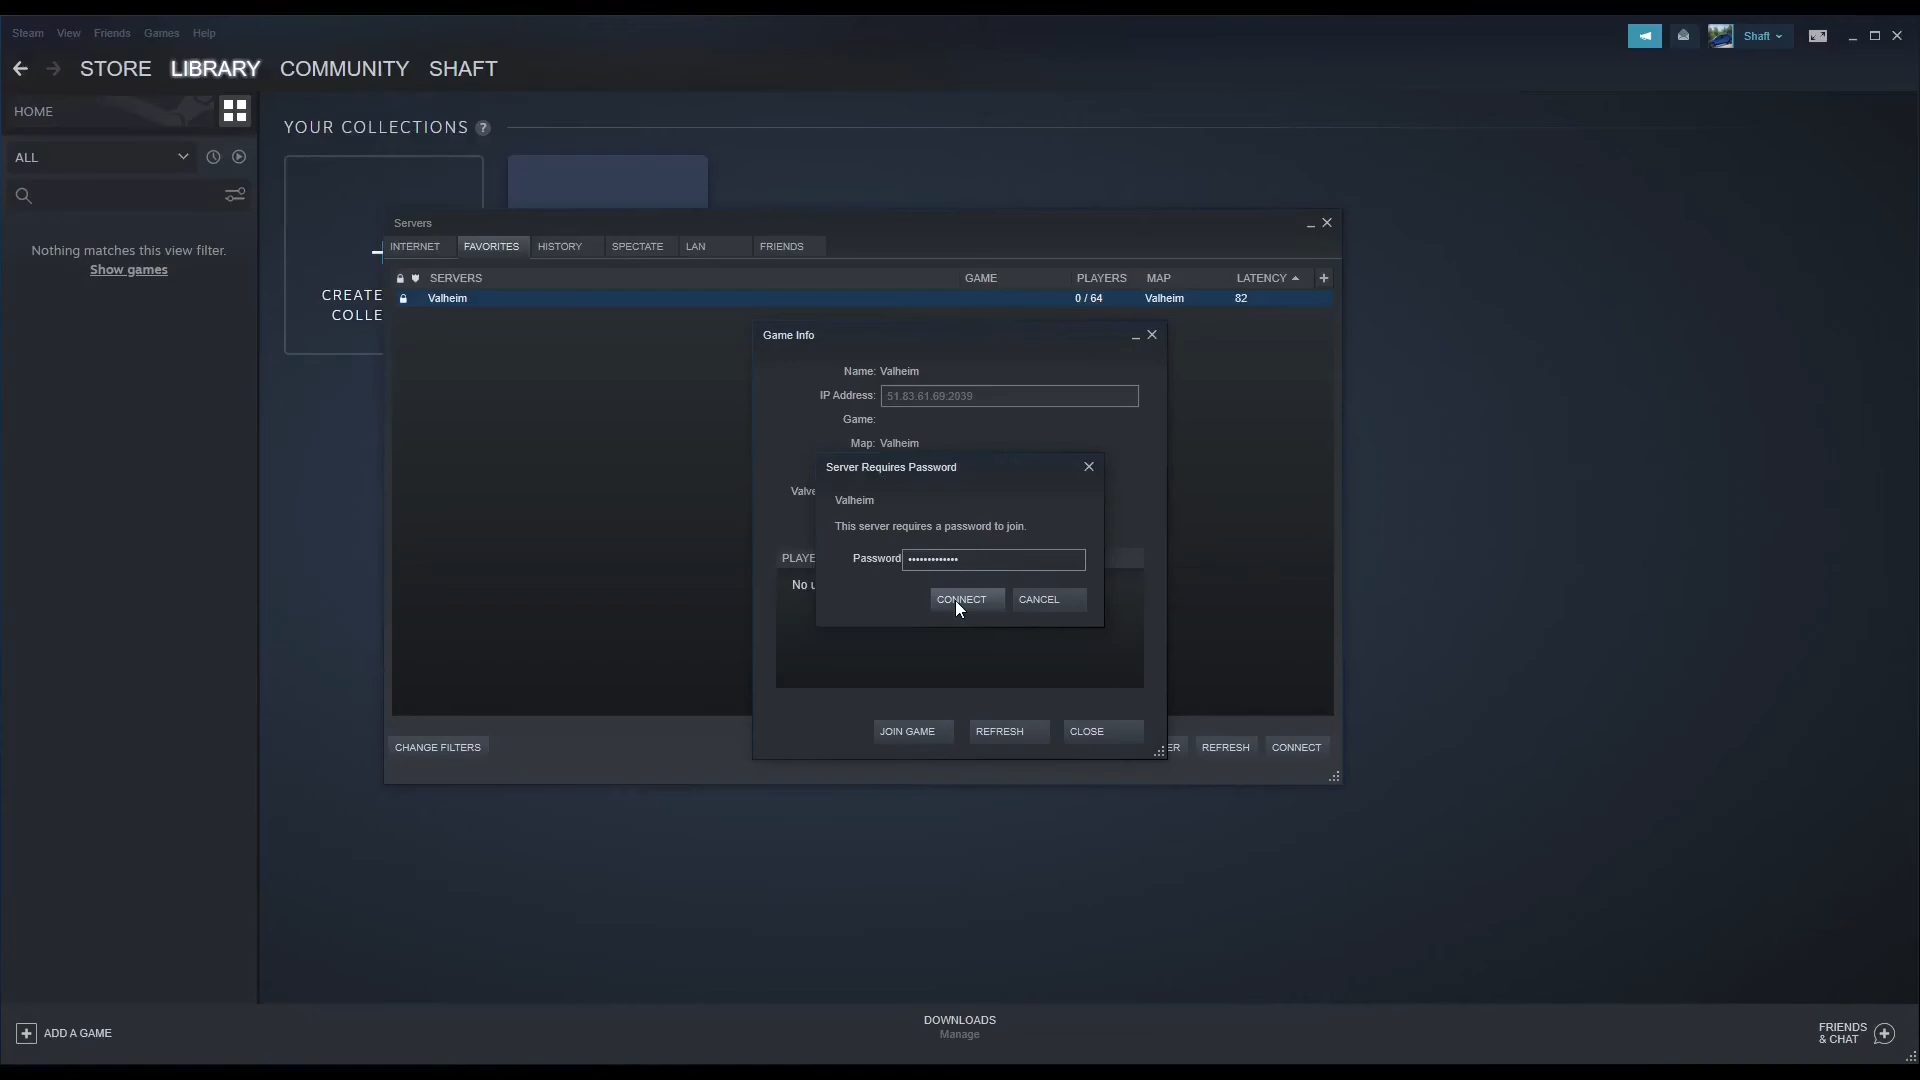 Steam View Friends Games Help
Shaft
STORE LIBRARY COMMUNITY SHAFT
HOME
YOUR COLLECTIONS ?
ALL
Nothing matches this view filter.
Show games
CREATE
COLLE
Servers
INTERNET FAVORITES HISTORY SPECTATE LAN FRIENDS
SERVERS GAME PLAYERS MAP LATENCY +
Valheim 0 / 64 Valheim 82
Game Info
Name: Valheim
IP Address: 51.83.61.69:2039
Game:
Map: Valheim
Valve
Server Requires Password
Valheim
This server requires a password to join.
Password •••••••••••••
PLAYE
No u
CONNECT CANCEL
JOIN GAME REFRESH CLOSE
CHANGE FILTERS ER REFRESH CONNECT
ADD A GAME
DOWNLOADS
Manage
FRIENDS
& CHAT